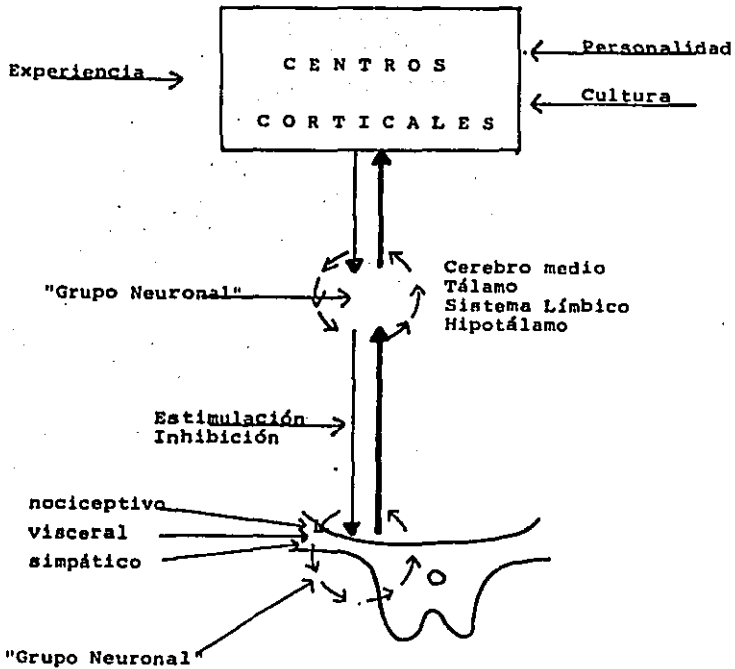 Personalidad
Experiencia
CENTROS
Cultura
CORTICALES
Cerebro medio
Tálamo
"Grupo Neuronal"
Sistema Límbico
Hipotálamo
Estimulación
Inhibición
nociceptivo
visceral
simpático
"Grupo Neuronal"